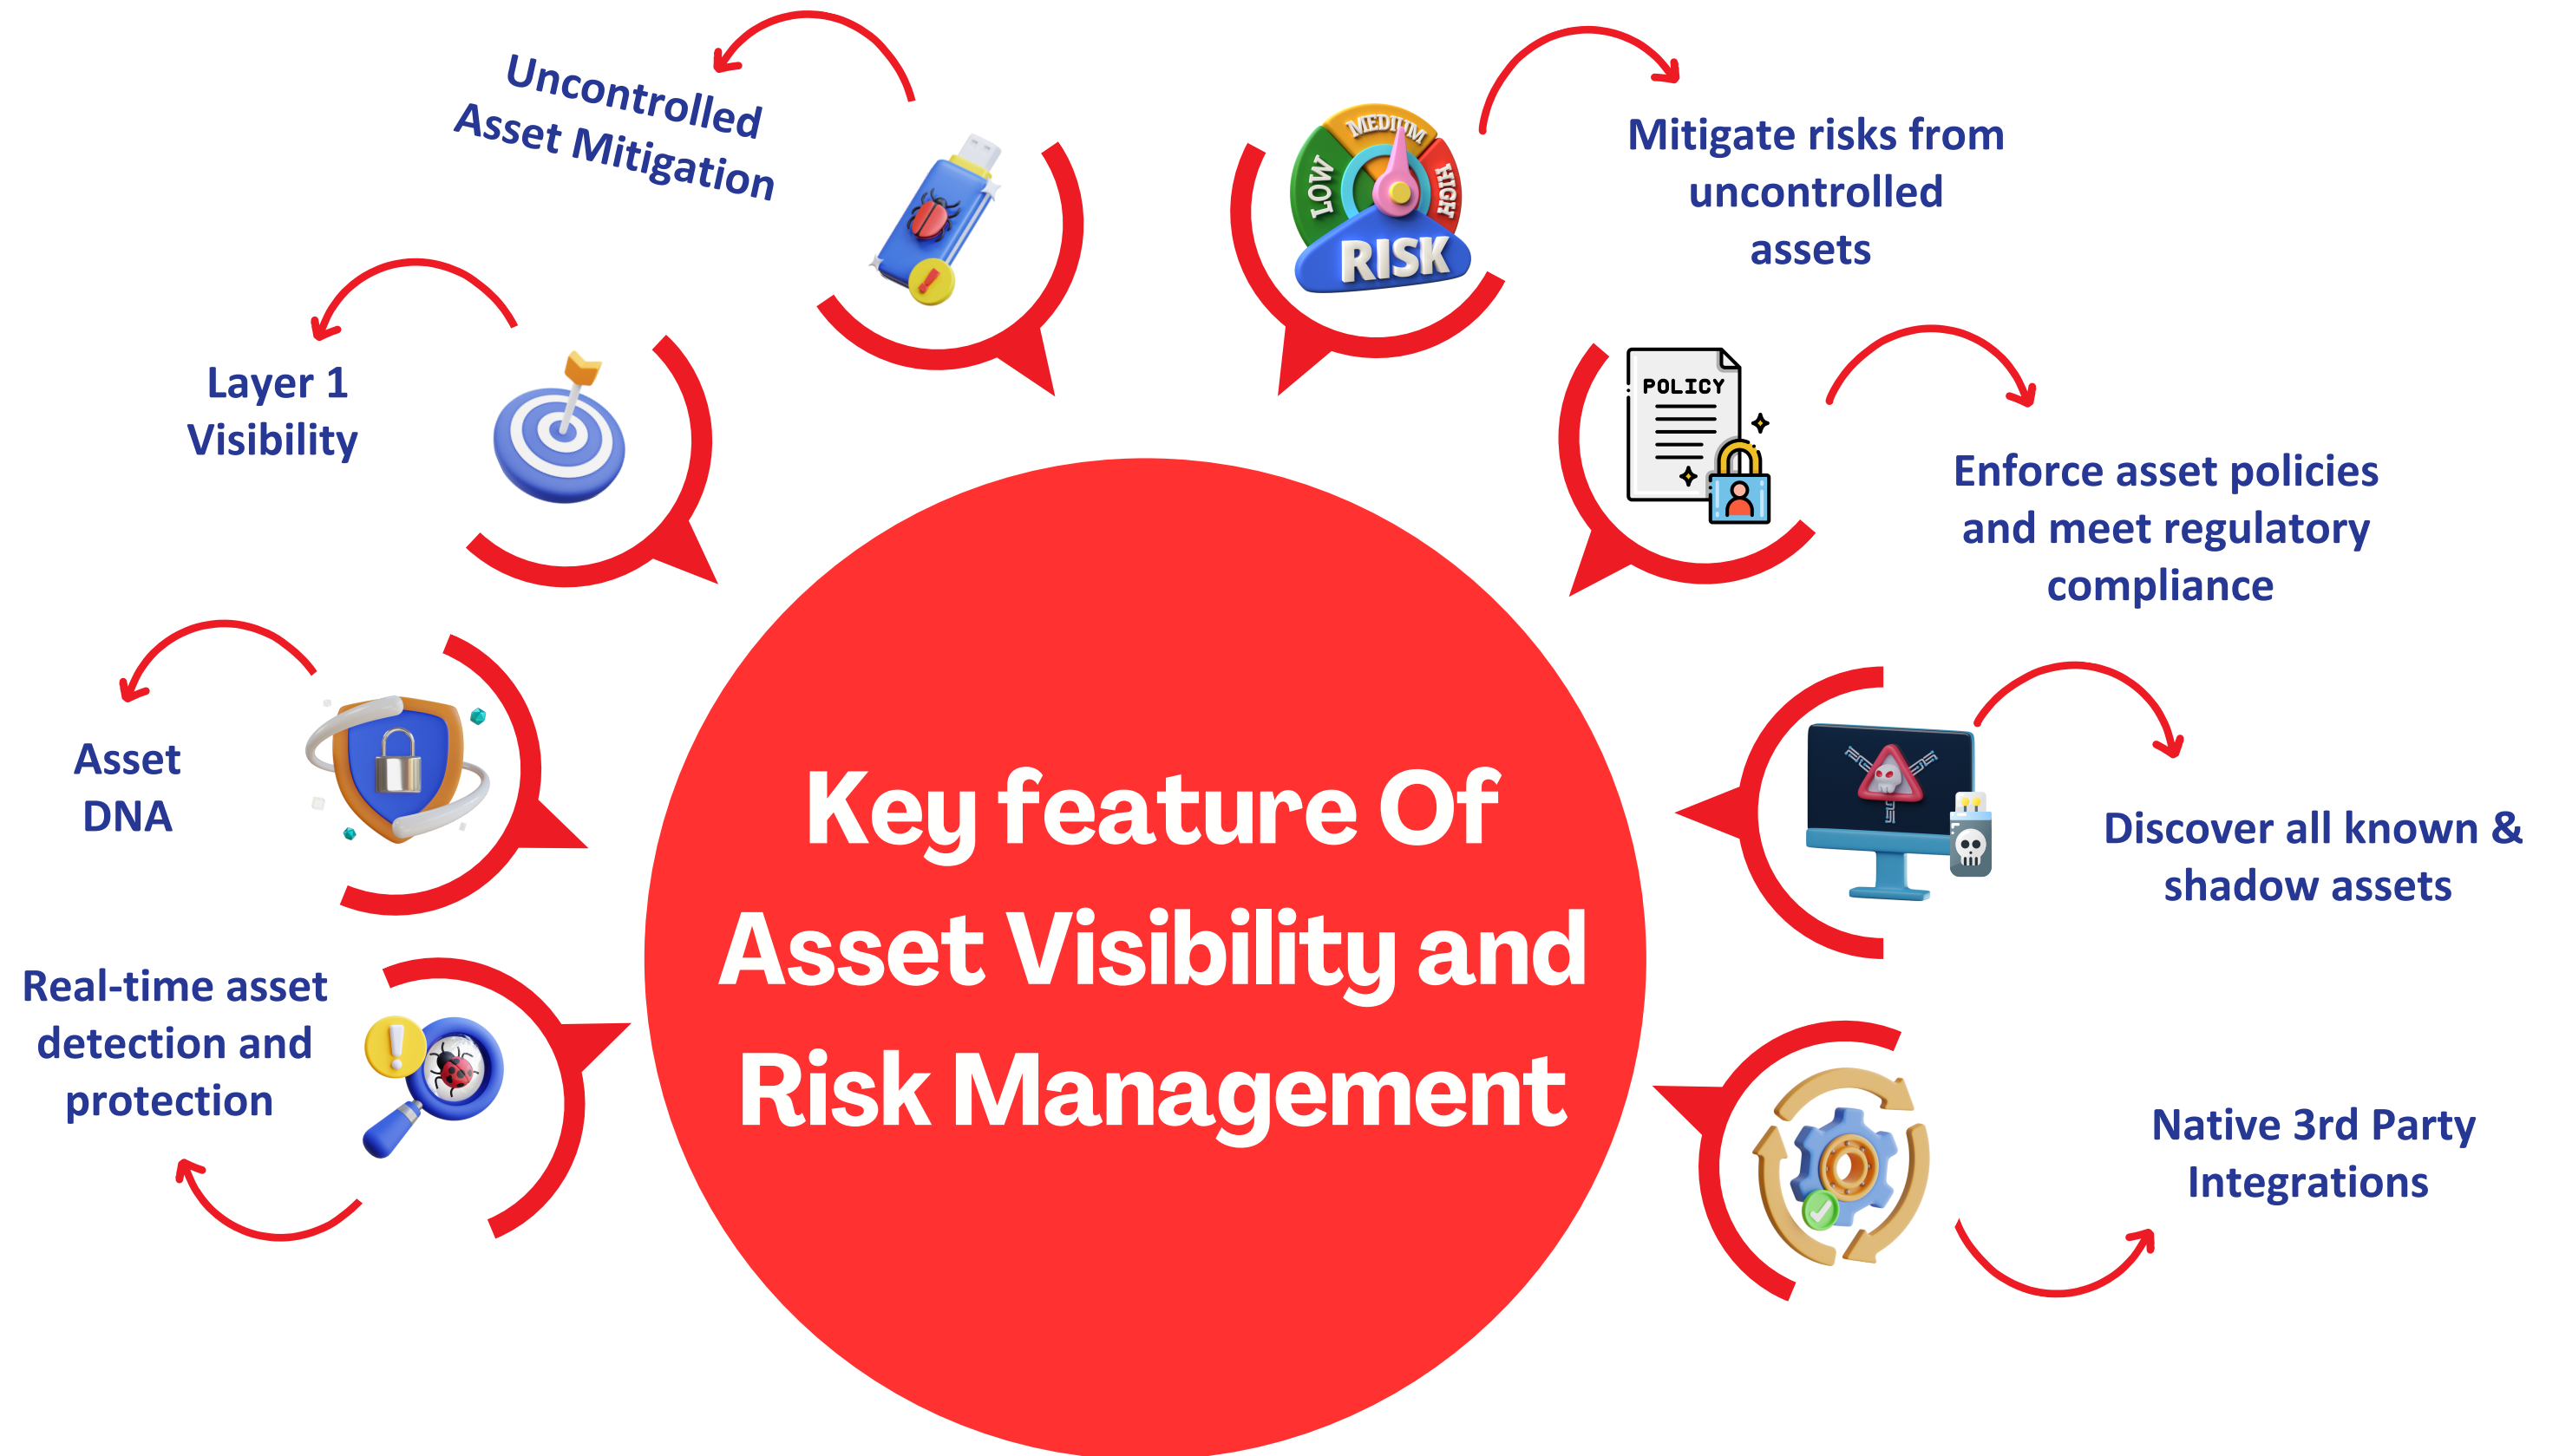 Uncontrolled
Asset Mitigation
Layer 1
Visibility
Asset
DNA
Real-time asset
detection and
protection
LOW
MEDIUM
HIGH
RISK
Mitigate risks from
uncontrolled
assets
POLICY
Enforce asset policies
and meet regulatory
compliance
Discover all known &
shadow assets
Native 3rd Party
Integrations
Key feature Of
Asset Visibility and
Risk Management